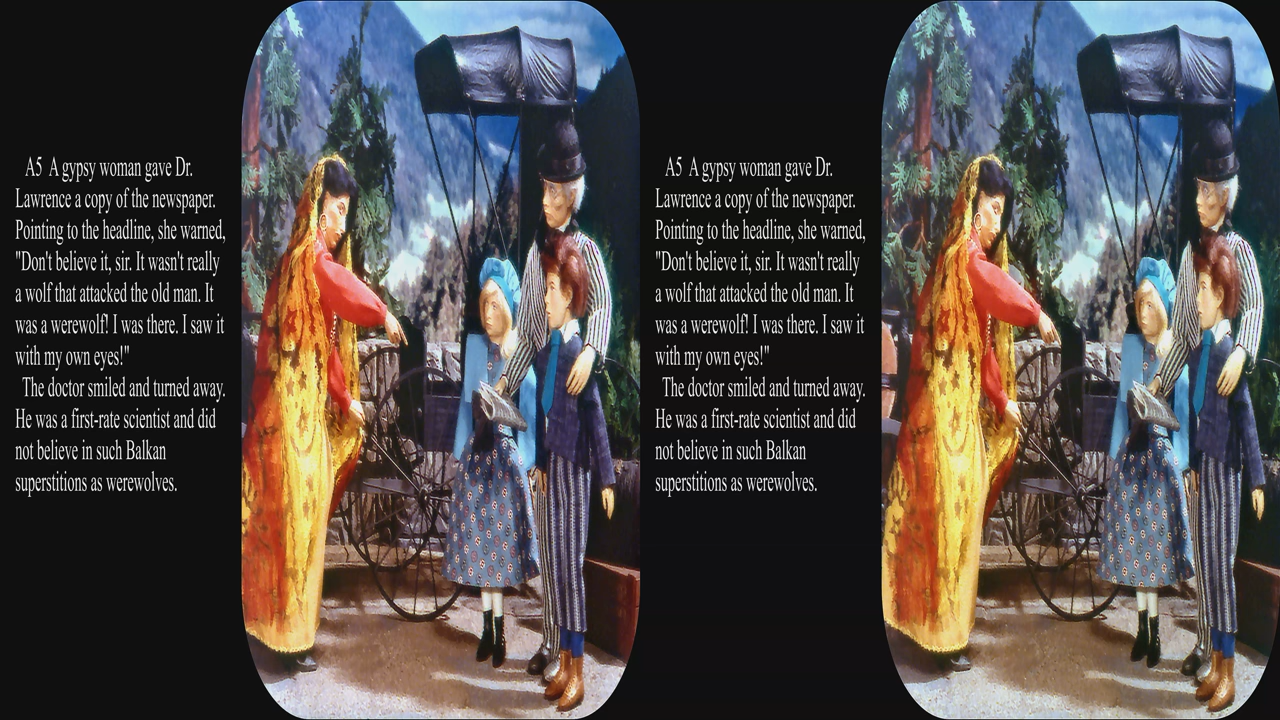 A5 A gypsy woman gave Dr.
Lawrence a copy of the newspaper.
Pointing to the headline, she warned,
"Don't believe it, sir. It wasn't really
a wolf that attacked the old man. It
was a werewolf! I was there. I saw it
with my own eyes!"
The doctor smiled and turned away.
He was a first-rate scientist and did
not believe in such Balkan
superstitions as werewolves.
A5 A gypsy woman gave Dr.
Lawrence a copy of the newspaper.
Pointing to the headline, she warned,
"Don't believe it, sir. It wasn't really
a wolf that attacked the old man. It
was a werewolf! I was there. I saw it
with my own eyes!"
The doctor smiled and turned away.
He was a first-rate scientist and did
not believe in such Balkan
superstitions as werewolves.